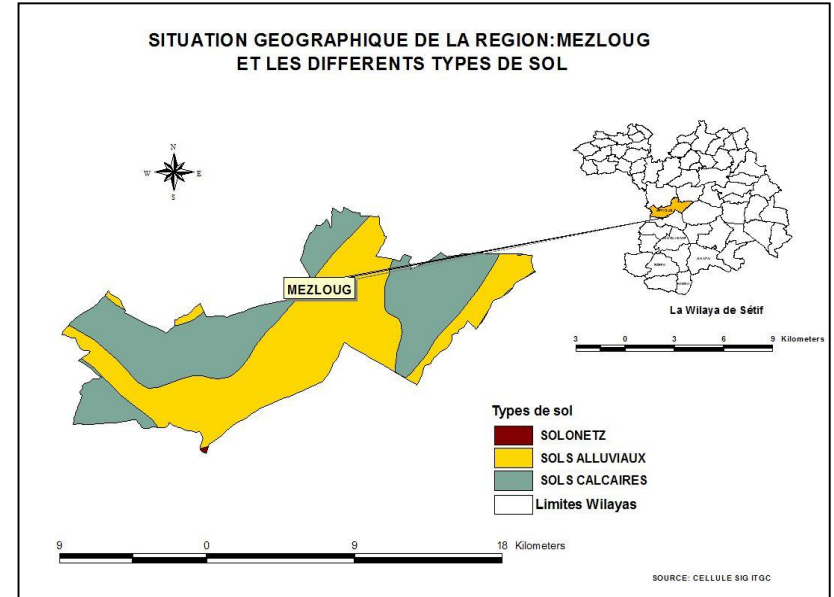 SITUATION GEOGRAPHIQUE DE LA REGION:MEZLOUG
ET LES DIFFERENTS TYPES DE SOL
N
W E
S
MEZLOUG
La Wilaya de Sétif
3 0 3 6 9 Kilometers
Types de sol
SOLONETZ
SOLS ALLUVIAUX
SOLS CALCAIRES
Limites Wilayas
9 0 9 18 Kilometers
SOURCE: CELLULE SIG ITGC